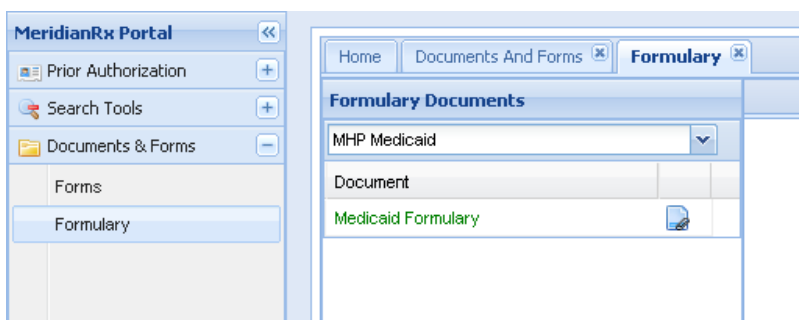 MeridianRx Portal
Prior Authorization
Search Tools
Documents & Forms
Forms
Formulary
Home
Documents And Forms
Formulary
Formulary Documents
MHP Medicaid
Document
Medicaid Formulary